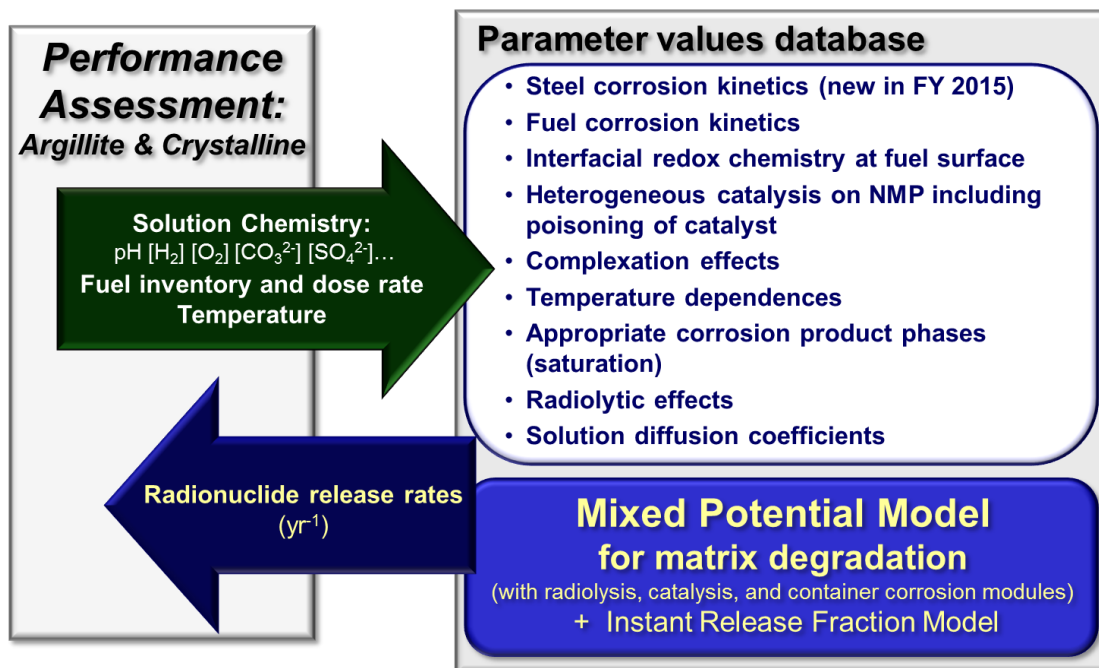 Performance
Assessment:
Argillite & Crystalline
Solution Chemistry:
pH [H₂] [O₂] [CO₃²⁻] [SO₄²⁻]…
Fuel inventory and dose rate
Temperature
Radionuclide release rates
(yr⁻¹)
Parameter values database
• Steel corrosion kinetics (new in FY 2015)
• Fuel corrosion kinetics
• Interfacial redox chemistry at fuel surface
• Heterogeneous catalysis on NMP including
poisoning of catalyst
• Complexation effects
• Temperature dependences
• Appropriate corrosion product phases
(saturation)
• Radiolytic effects
• Solution diffusion coefficients
Mixed Potential Model
for matrix degradation
(with radiolysis, catalysis, and container corrosion modules)
+ Instant Release Fraction Model